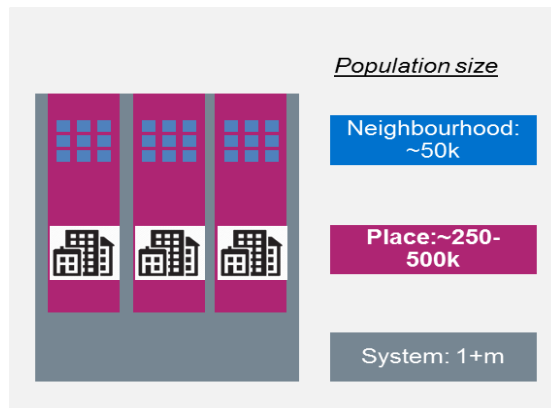 Population size
Neighbourhood:
~50k
Place:~250-
500k
System: 1+m